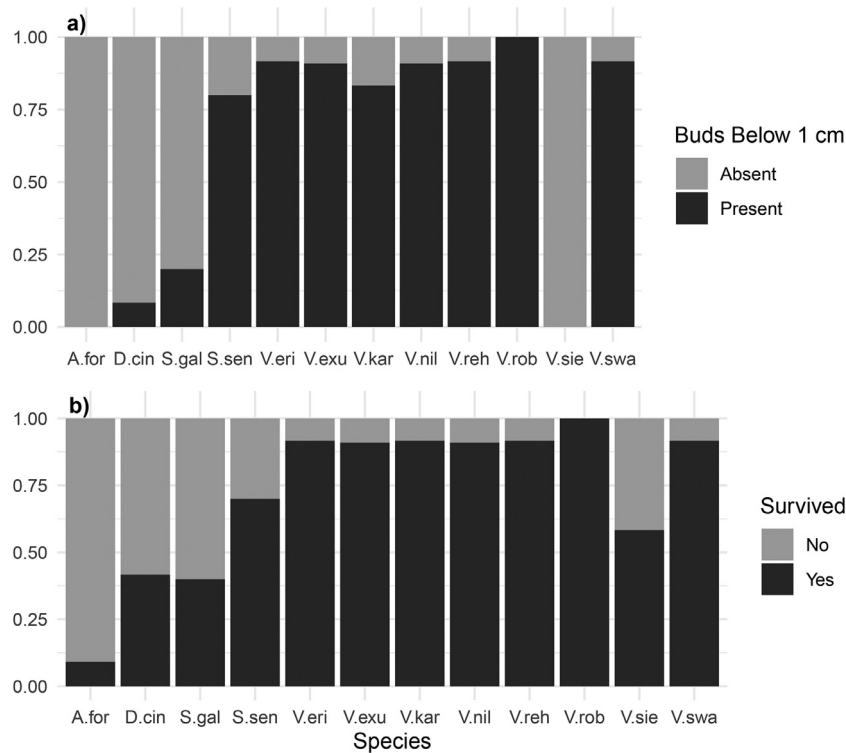 a)
1.00
0.75
0.50
0.25
0.00
A.for D.cin S.gal S.sen V.eri V.exu V.kar V.nil V.reh V.rob V.sie V.swa
Buds Below 1 cm
Absent
Present
b)
1.00
0.75
0.50
0.25
0.00
A.for D.cin S.gal S.sen V.eri V.exu V.kar V.nil V.reh V.rob V.sie V.swa
Species
Survived
No
Yes